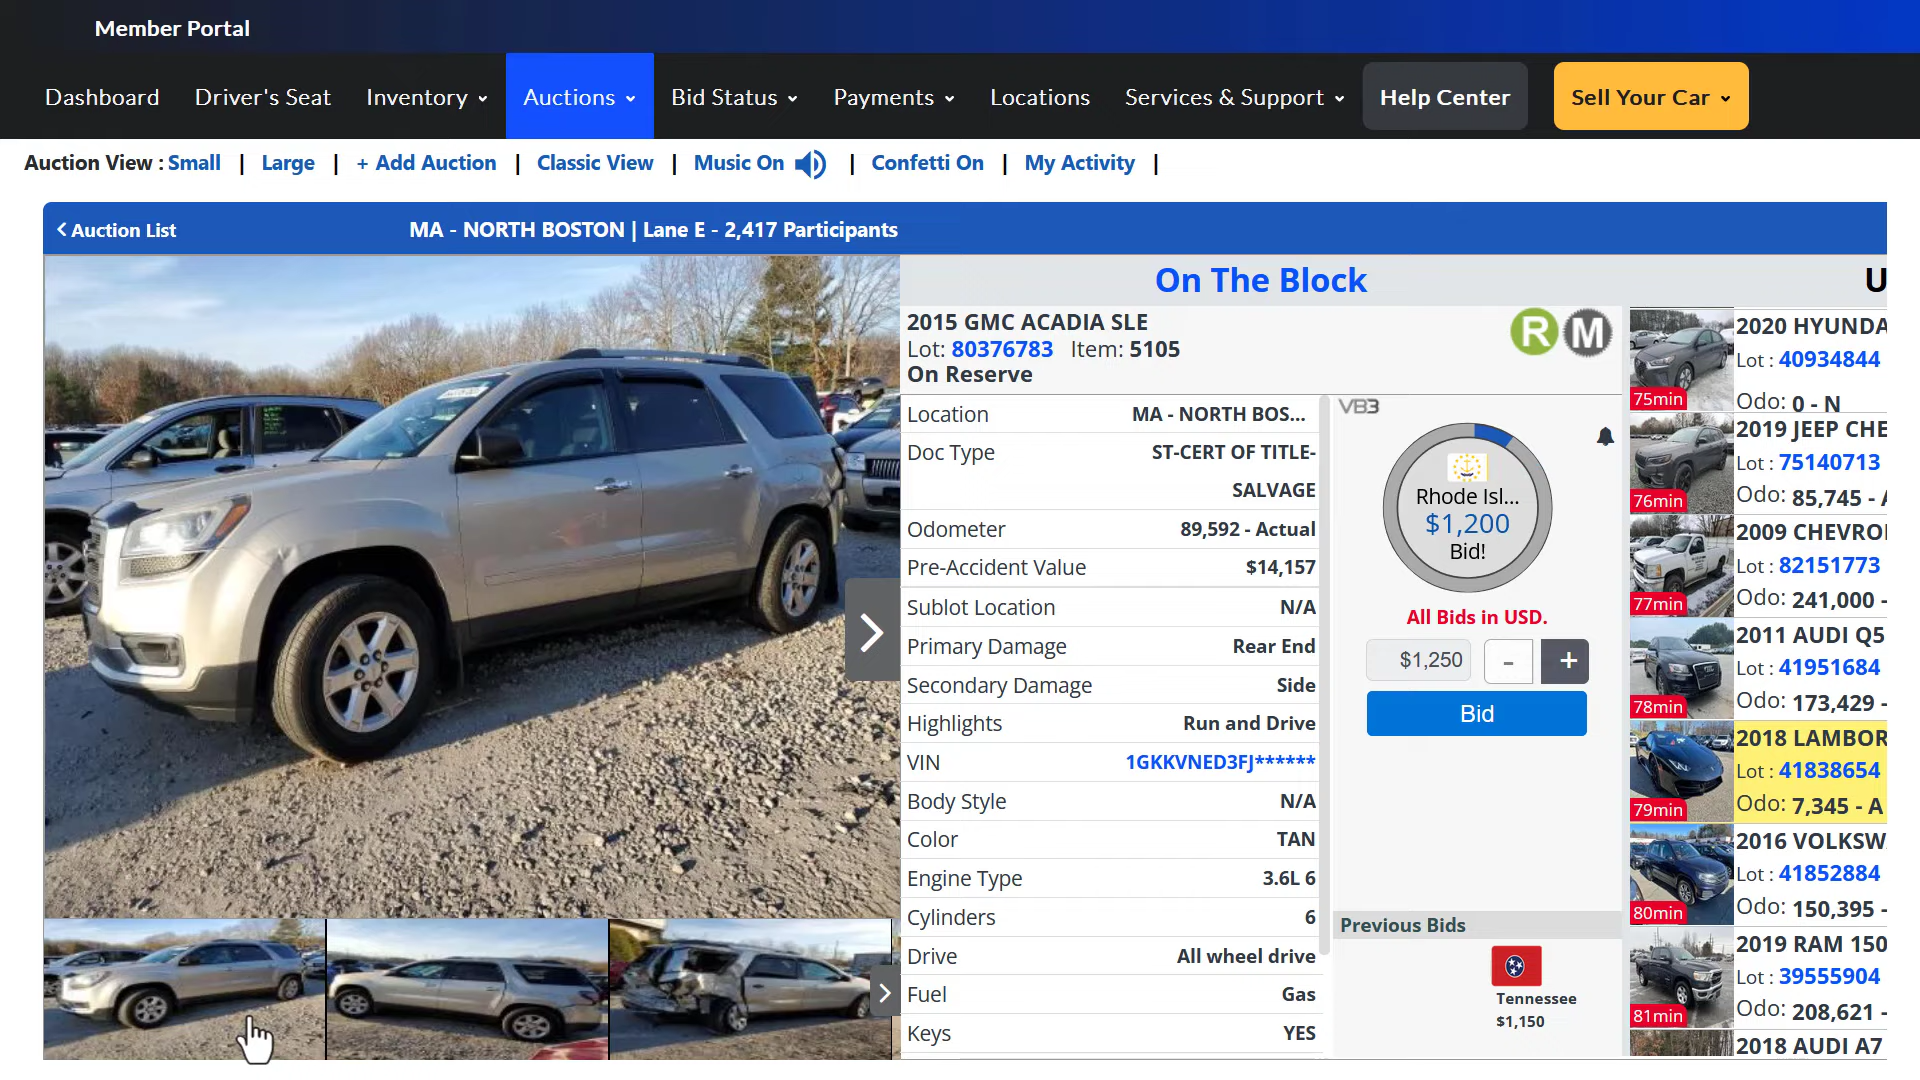 Member Portal
Dashboard
Driver's Seat
Inventory
Auctions
Bid Status
Payments
Locations
Services & Support
Help Center
Sell Your Car
Auction View : Small | Large | + Add Auction | Classic View | Music On | Confetti On | My Activity |
Auction List
MA - NORTH BOSTON | Lane E - 2,417 Participants
On The Block
U
2015 GMC ACADIA SLE
Lot: 80376783 Item: 5105
On Reserve
R M
Location MA - NORTH BOS...
Doc Type ST-CERT OF TITLE-
SALVAGE
Odometer 89,592 - Actual
Pre-Accident Value $14,157
Sublot Location N/A
Primary Damage Rear End
Secondary Damage Side
Highlights Run and Drive
VIN 1GKKVNED3FJ******
Body Style N/A
Color TAN
Engine Type 3.6L 6
Cylinders 6
Drive All wheel drive
Fuel Gas
Keys YES
VB3
Rhode Isl...
$1,200
Bid!
All Bids in USD.
$1,250 - +
Bid
Previous Bids
Tennessee
$1,150
2020 HYUNDA
Lot : 40934844
75min
Odo: 0 - N
2019 JEEP CHE
Lot : 75140713
76min
Odo: 85,745 - A
2009 CHEVRO
Lot : 82151773
77min
Odo: 241,000 -
2011 AUDI Q5
Lot : 41951684
78min
Odo: 173,429 -
2018 LAMBOR
Lot : 41838654
79min
Odo: 7,345 - A
2016 VOLKSW
Lot : 41852884
80min
Odo: 150,395 -
2019 RAM 150
Lot : 39555904
81min
Odo: 208,621 -
2018 AUDI A7